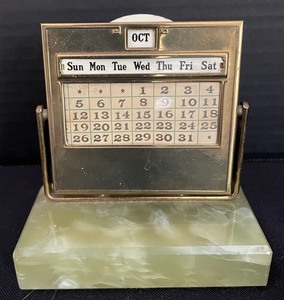 OCT
Sun Mon Tue Wed Thu Fri Sat
* * * 1 2 3 4
5 6 7 8 9 10 11
12 13 14 15 16 17 18
19 20 21 22 23 24 25
26 27 28 29 30 31 *